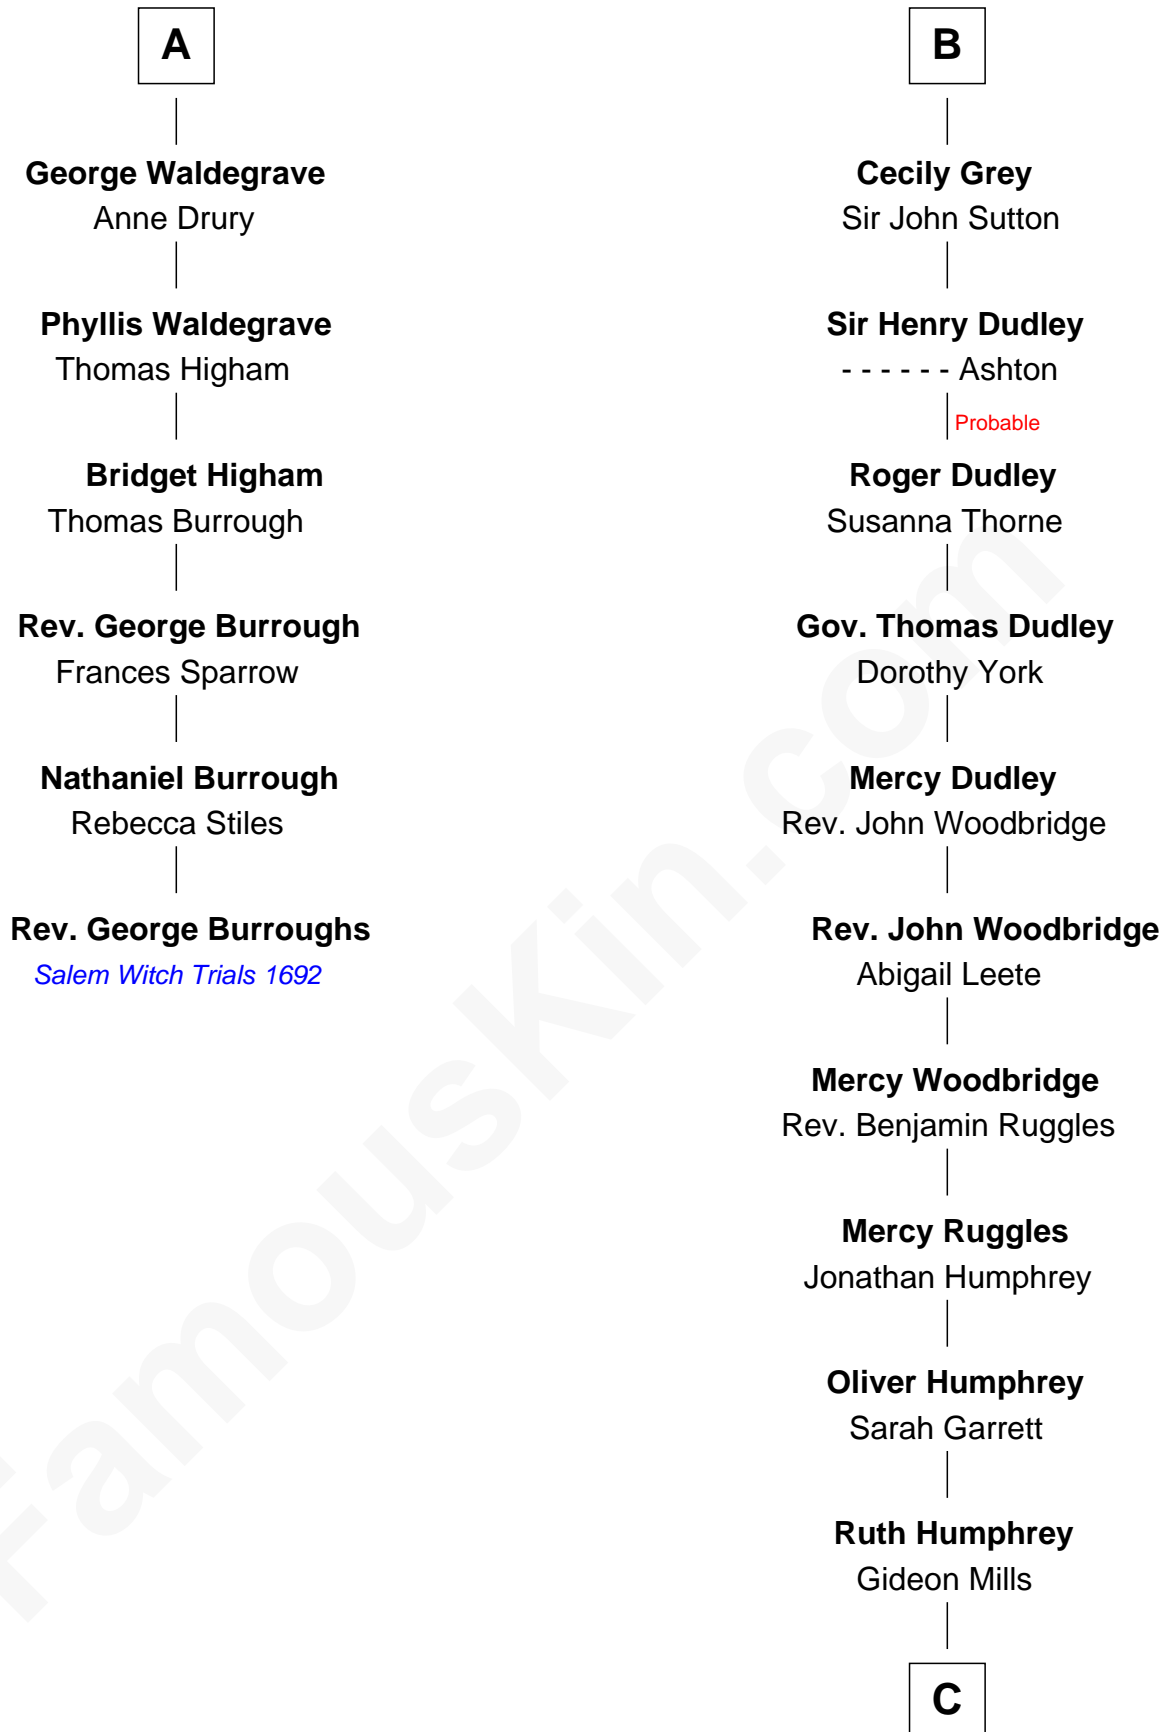 A
George Waldegrave
Anne Drury
Phyllis Waldegrave
Thomas Higham
Bridget Higham
Thomas Burrough
Rev. George Burrough
Frances Sparrow
Nathaniel Burrough
Rebecca Stiles
Rev. George Burroughs
Salem Witch Trials 1692
B
Cecily Grey
Sir John Sutton
Sir Henry Dudley
- - - - - - Ashton
Probable
Roger Dudley
Susanna Thorne
Gov. Thomas Dudley
Dorothy York
Mercy Dudley
Rev. John Woodbridge
Rev. John Woodbridge
Abigail Leete
Mercy Woodbridge
Rev. Benjamin Ruggles
Mercy Ruggles
Jonathan Humphrey
Oliver Humphrey
Sarah Garrett
Ruth Humphrey
Gideon Mills
C
FamousKin.com